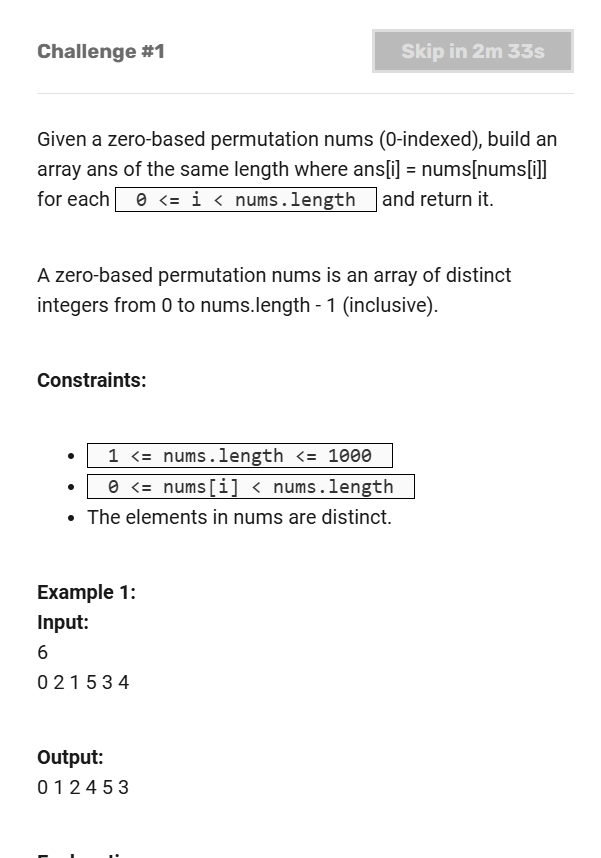 Challenge #1
Skip in 2m 33s
Given a zero-based permutation nums (0-indexed), build an
array ans of the same length where ans[i] = nums[nums[i]]
for each 0 <= i < nums.length and return it.
A zero-based permutation nums is an array of distinct
integers from 0 to nums.length - 1 (inclusive).
Constraints:
• 1 <= nums.length <= 1000
• 0 <= nums[i] < nums.length
• The elements in nums are distinct.
Example 1:
Input:
6
0 2 1 5 3 4
Output:
0 1 2 4 5 3